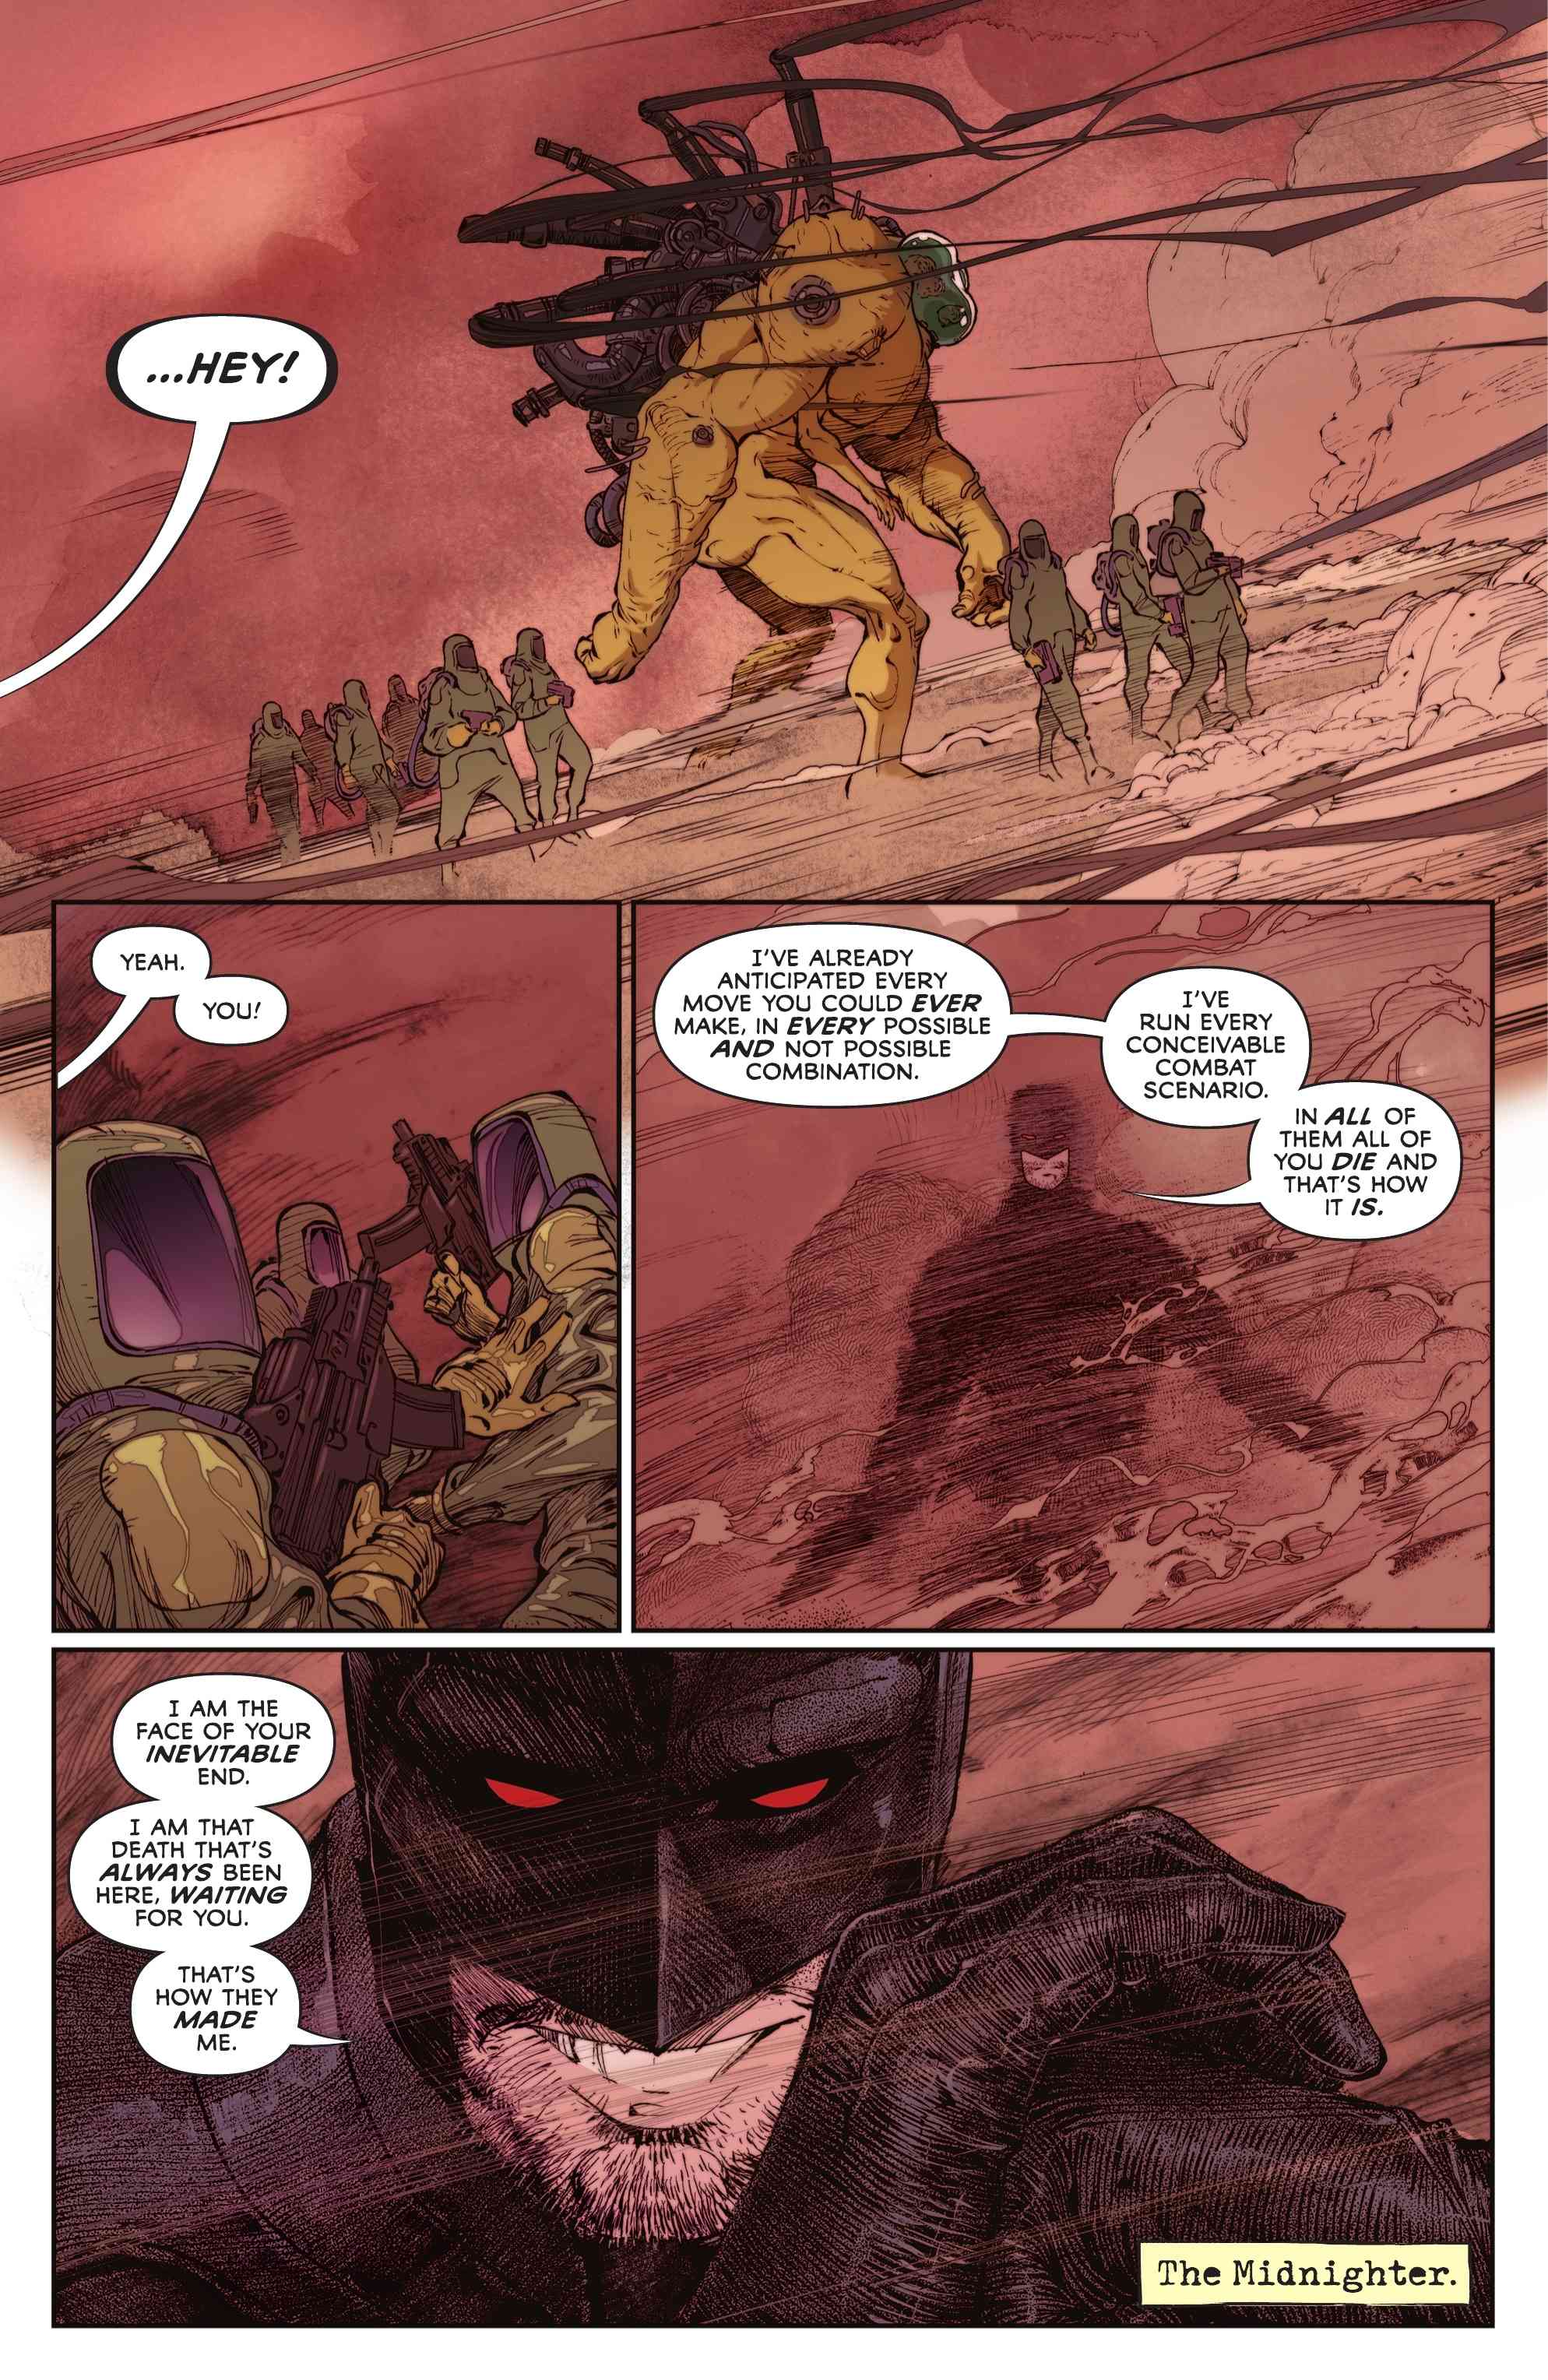 ...HEY!
YEAH.
YOU!
I'VE ALREADY
ANTICIPATED EVERY
MOVE YOU COULD EVER
MAKE, IN EVERY POSSIBLE
AND NOT POSSIBLE
COMBINATION.
I'VE
RUN EVERY
CONCEIVABLE
COMBAT
SCENARIO.
IN ALL OF
THEM ALL OF
YOU DIE AND
THAT'S HOW
IT IS.
I AM THE
FACE OF YOUR
INEVITABLE
END.
I AM THAT
DEATH THAT'S
ALWAYS BEEN
HERE, WAITING
FOR YOU.
THAT'S
HOW THEY
MADE
ME.
The Midnighter.